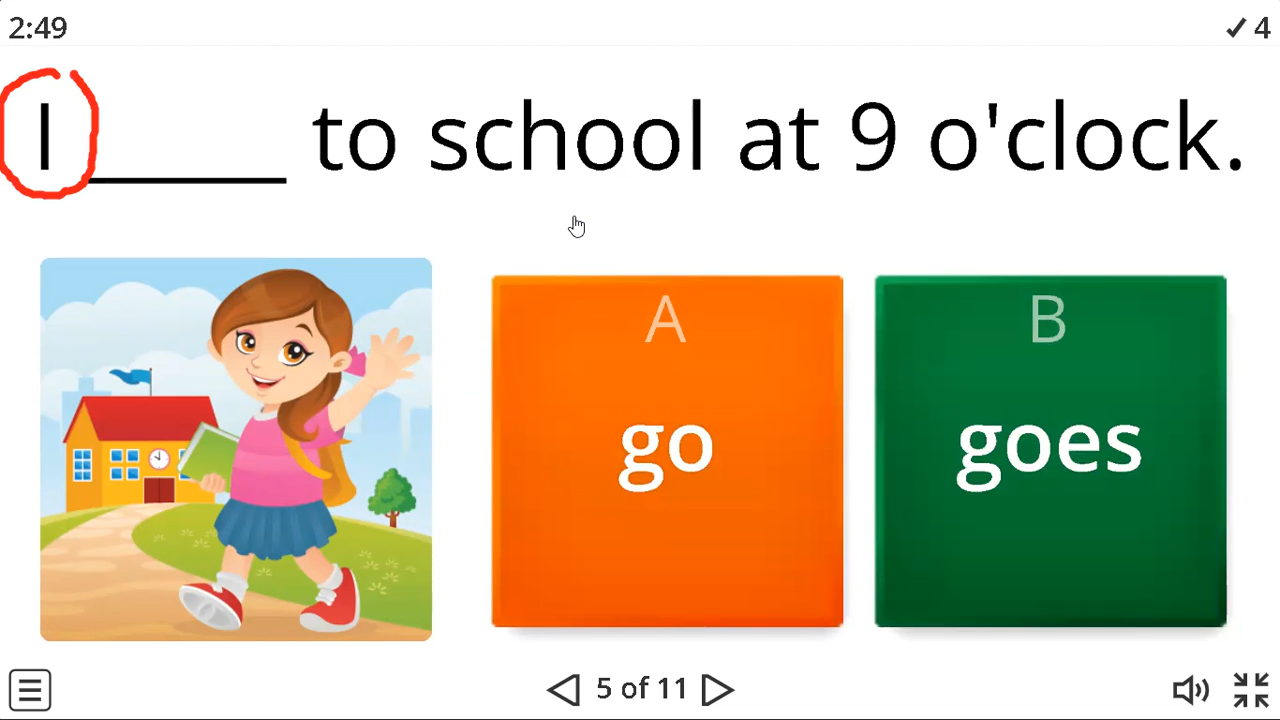 2:49
✓ 4
I _____ to school at 9 o'clock.
A
go
B
goes
5 of 11